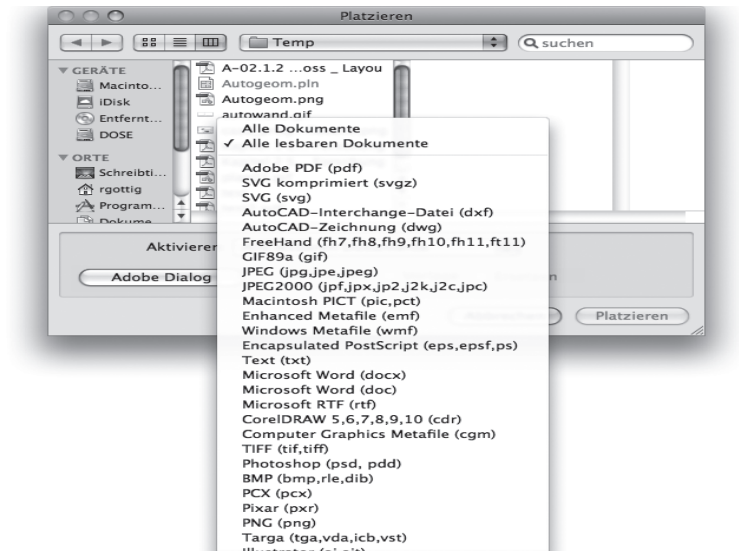 Platzieren
Temp
suchen
GERÄTE
Macinto...
iDisk
Entfernt...
DOSE
ORTE
Schreibti...
rgottig
Program...
Dokume...
A-02.1.2 ...oss _ Layou
Autogeom.pln
Autogeom.png
autowand.gif
Aktivieren
Adobe Dialog
Platzieren
Alle Dokumente
✓ Alle lesbaren Dokumente
Adobe PDF (pdf)
SVG komprimiert (svgz)
SVG (svg)
AutoCAD-Interchange-Datei (dxf)
AutoCAD-Zeichnung (dwg)
FreeHand (fh7,fh8,fh9,fh10,fh11,ft11)
GIF89a (gif)
JPEG (jpg,jpe,jpeg)
JPEG2000 (jpf,jpx,jp2,j2k,j2c,jpc)
Macintosh PICT (pic,pct)
Enhanced Metafile (emf)
Windows Metafile (wmf)
Encapsulated PostScript (eps,epsf,ps)
Text (txt)
Microsoft Word (docx)
Microsoft Word (doc)
Microsoft RTF (rtf)
CorelDRAW 5,6,7,8,9,10 (cdr)
Computer Graphics Metafile (cgm)
TIFF (tif,tiff)
Photoshop (psd, pdd)
BMP (bmp,rle,dib)
PCX (pcx)
Pixar (pxr)
PNG (png)
Targa (tga,vda,icb,vst)
Illustrator (ai,ait)